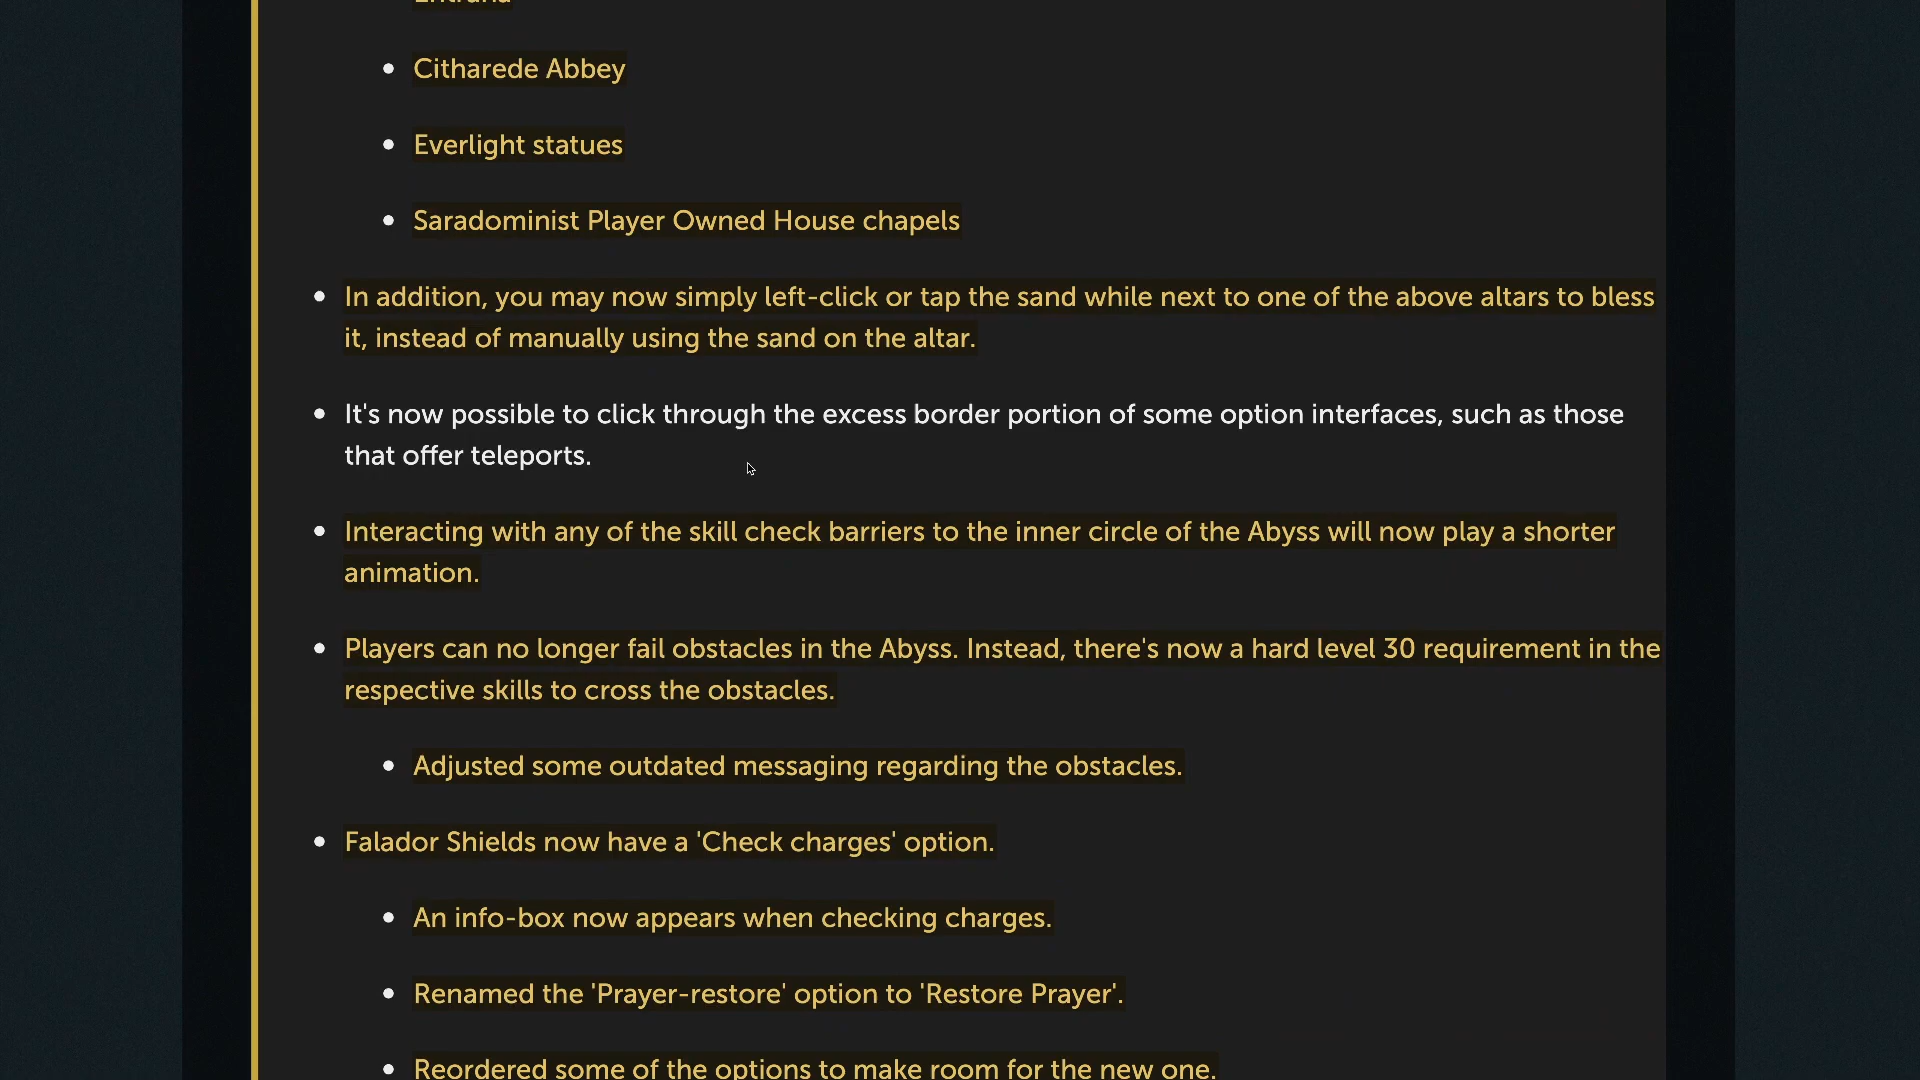 Entrana
Citharede Abbey
Everlight statues
Saradominist Player Owned House chapels
In addition, you may now simply left-click or tap the sand while next to one of the above altars to bless
it, instead of manually using the sand on the altar.
It's now possible to click through the excess border portion of some option interfaces, such as those
that offer teleports.
Interacting with any of the skill check barriers to the inner circle of the Abyss will now play a shorter
animation.
Players can no longer fail obstacles in the Abyss. Instead, there's now a hard level 30 requirement in the
respective skills to cross the obstacles.
Adjusted some outdated messaging regarding the obstacles.
Falador Shields now have a 'Check charges' option.
An info-box now appears when checking charges.
Renamed the 'Prayer-restore' option to 'Restore Prayer'.
Reordered some of the options to make room for the new one.